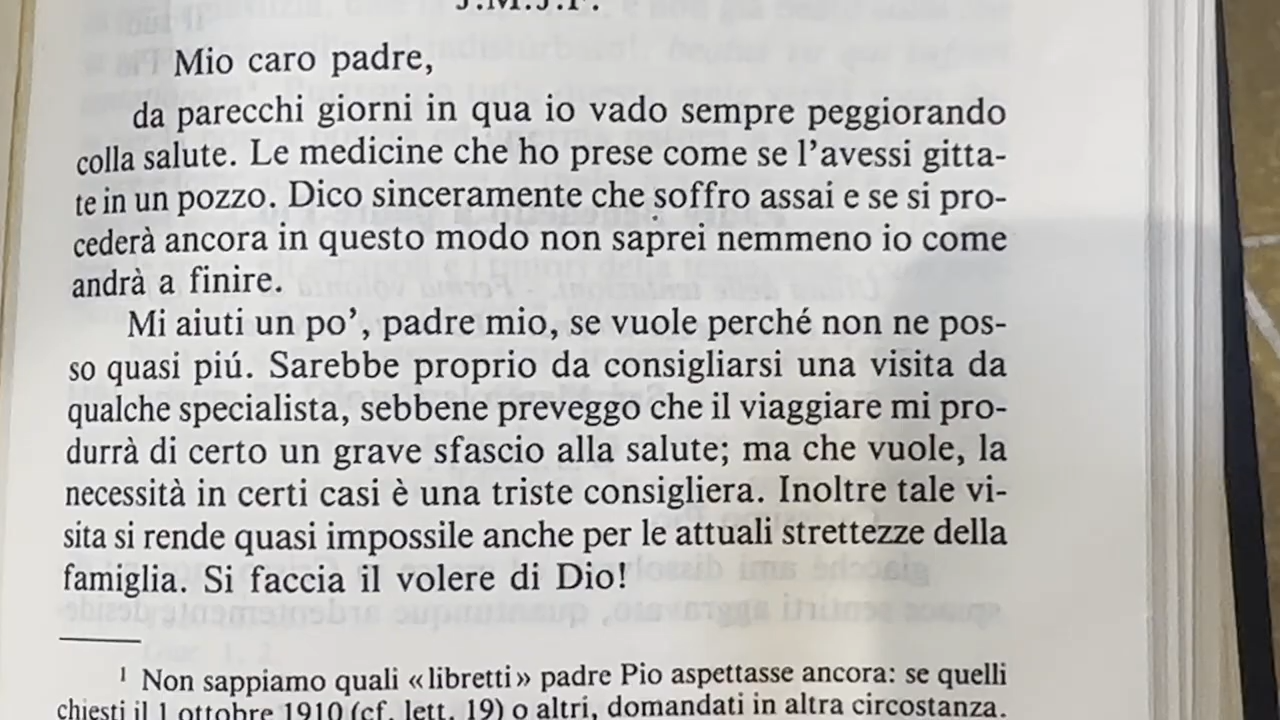 J.M.J.F.
Mio caro padre,
da parecchi giorni in qua io vado sempre peggiorando
colla salute. Le medicine che ho prese come se l'avessi gitta-
te in un pozzo. Dico sinceramente che soffro assai e se si pro-
cederà ancora in questo modo non saprei nemmeno io come
andrà a finire.
Mi aiuti un po', padre mio, se vuole perché non ne pos-
so quasi piú. Sarebbe proprio da consigliarsi una visita da
qualche specialista, sebbene preveggo che il viaggiare mi pro-
durrà di certo un grave sfascio alla salute; ma che vuole, la
necessità in certi casi è una triste consigliera. Inoltre tale vi-
sita si rende quasi impossile anche per le attuali strettezze della
famiglia. Si faccia il volere di Dio!
1 Non sappiamo quali «libretti» padre Pio aspettasse ancora: se quelli
chiesti il 1 ottobre 1910 (cf. lett. 19) o altri, domandati in altra circostanza.